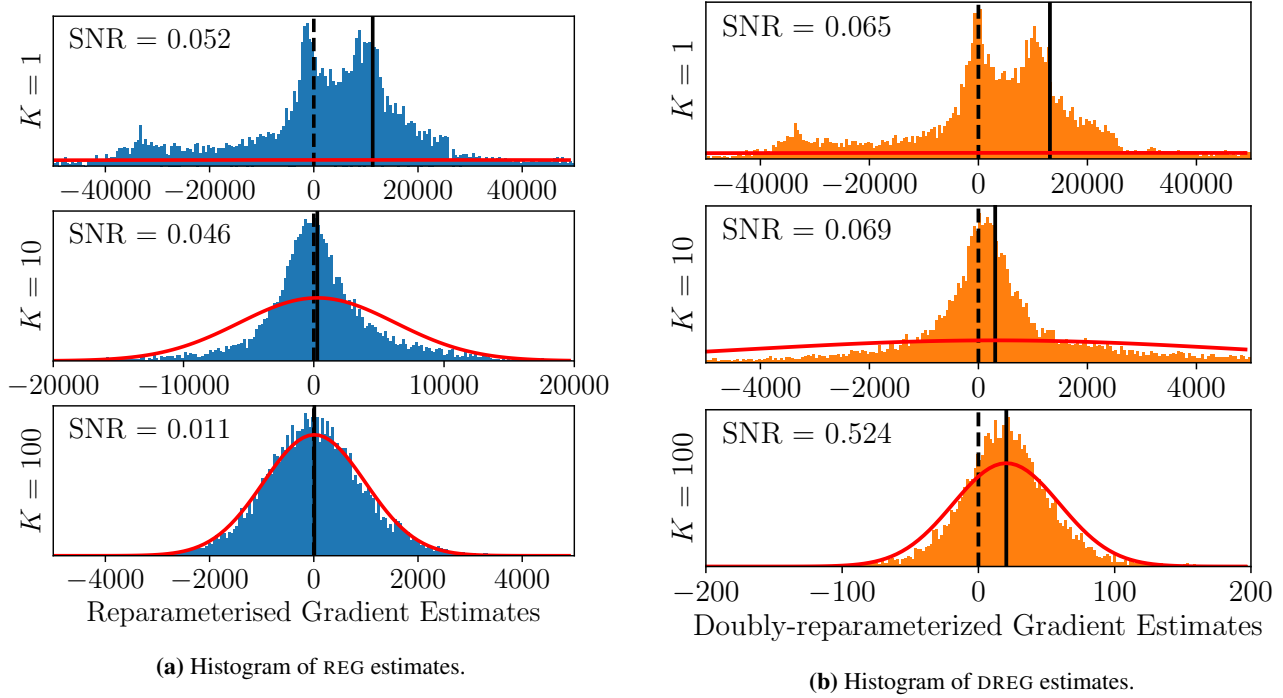 SNR = 0.052
K = 1
−40000 −20000 0 20000 40000
SNR = 0.046
K = 10
−20000 −10000 0 10000 20000
SNR = 0.011
K = 100
−4000 −2000 0 2000 4000
Reparameterised Gradient Estimates
(a) Histogram of REG estimates.
SNR = 0.065
K = 1
−40000 −20000 0 20000 40000
SNR = 0.069
K = 10
−4000 −2000 0 2000 4000
SNR = 0.524
K = 100
−200 −100 0 100 200
Doubly-reparameterized Gradient Estimates
(b) Histogram of DREG estimates.